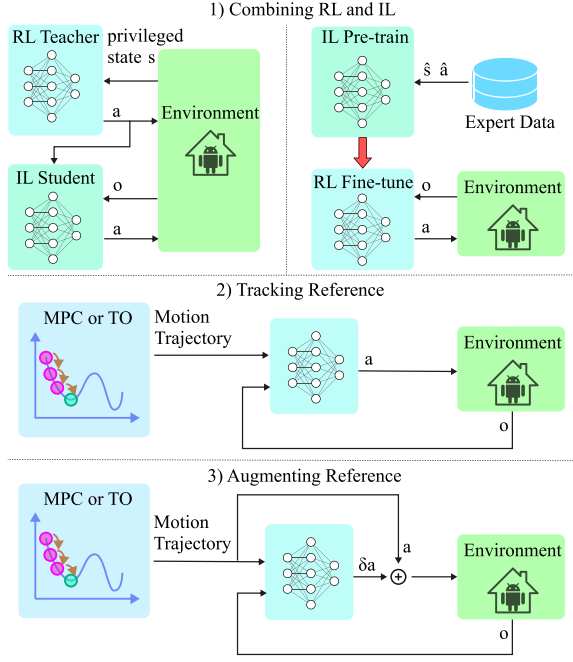 1) Combining RL and IL
RL Teacher
privileged
state s
a
Environment
IL Student
o
a
IL Pre-train
ŝ â
Expert Data
RL Fine-tune
o
a
Environment
2) Tracking Reference
MPC or TO
Motion
Trajectory
a
Environment
o
3) Augmenting Reference
MPC or TO
Motion
Trajectory
δa
a
+
Environment
o